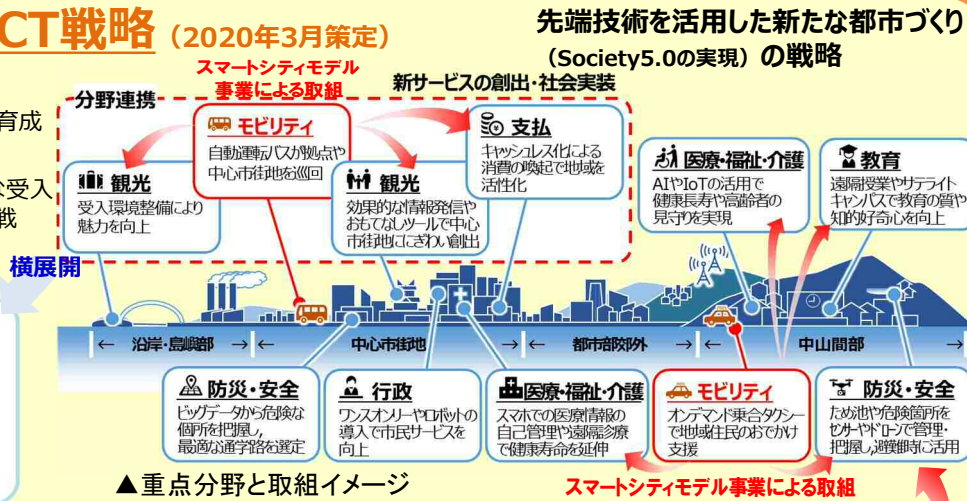 CT戦略（2020年3月策定）
先端技術を活用した新たな都市づくり
（Society5.0の実現）の戦略
育成
な受入
戦
横展開
スマートシティモデル
事業による取組
新サービスの創出・社会実装
分野連携
モビリティ
自動運転バスが拠点や
中心市街地を巡回
支払
キャッシュレス化による
消費の喚起で地域を
活性化
観光
受入環境整備により
魅力を向上
観光
効果的な情報発信や
おもてなしツールで中心
市街地ににぎわい創出
医療・福祉・介護
AIやIoTの活用で
健康長寿や高齢者の
見守りを実現
教育
遠隔授業やサテライト
キャンパスで教育の質や
知的好奇心を向上
← 沿岸・島嶼部 →
← 中心市街地 →
← 都市部郊外 →
← 中山間部 →
防災・安全
ビッグデータから危険な
個所を把握し、
最適な通学路を選定
行政
ワンスオンリーやロボットの
導入で市民サービスを
向上
医療・福祉・介護
スマホでの医療情報の
自己管理や遠隔診療
で健康寿命を延伸
モビリティ
オンデマンド乗合タクシー
で地域住民のおでかけ
支援
防災・安全
ため池や危険箇所を
センサやドローンで管理・
把握し、避難時に活用
▲重点分野と取組イメージ
スマートシティモデル事業による取組